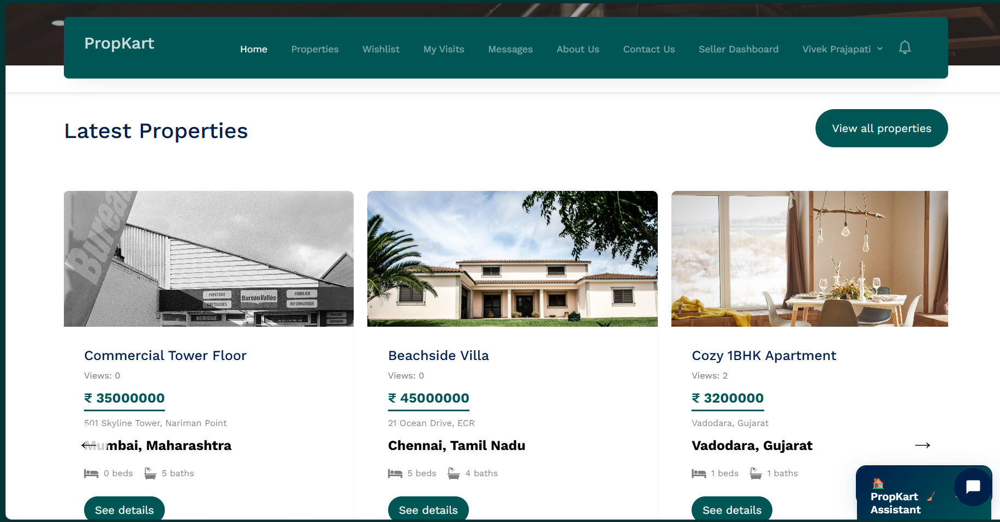 PropKart
Home Properties Wishlist My Visits Messages About Us Contact Us Seller Dashboard Vivek Prajapati
Latest Properties
View all properties
Bureau
PAPETERIE
CARTOUCHES
Bureau Vallée
MOBILIER
INFORMATIQUE
BIENVENUE
Commercial Tower Floor
Views: 0
₹ 35000000
501 Skyline Tower, Nariman Point
Mumbai, Maharashtra
0 beds 5 baths
See details
Beachside Villa
Views: 0
₹ 45000000
21 Ocean Drive, ECR
Chennai, Tamil Nadu
5 beds 4 baths
See details
Cozy 1BHK Apartment
Views: 2
₹ 3200000
Vadodara, Gujarat
Vadodara, Gujarat
1 beds 1 baths
See details
PropKart
Assistant